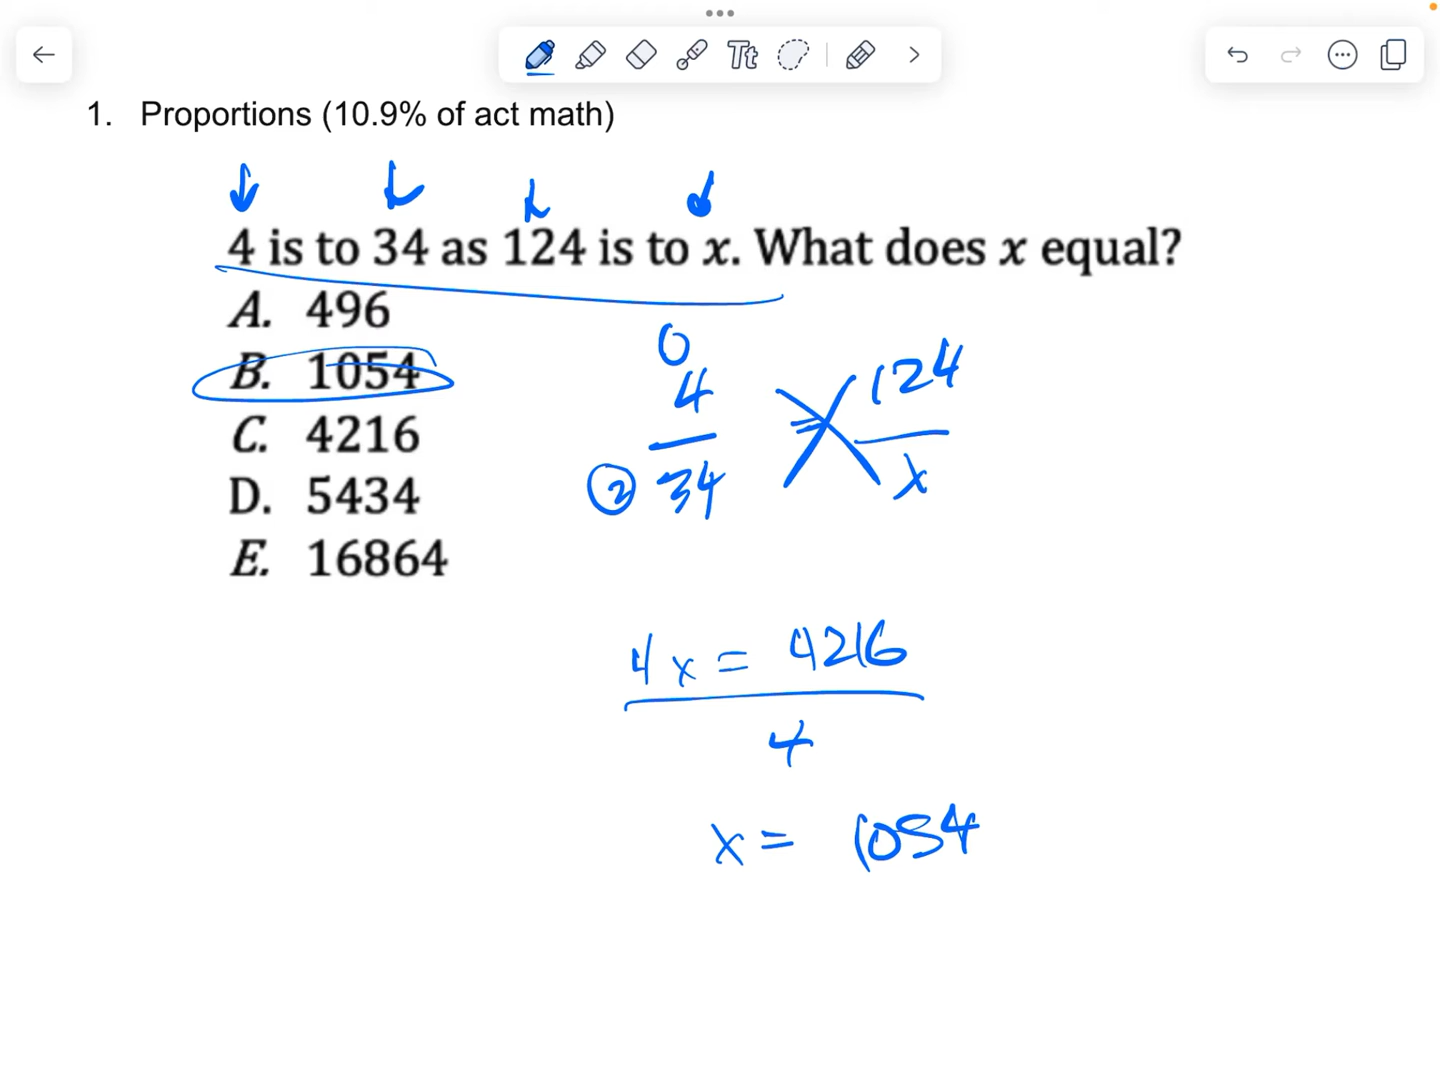 Tt
1. Proportions (10.9% of act math)
4 is to 34 as 124 is to x. What does x equal?
A. 496
B. 1054
C. 4216
D. 5434
E. 16864
4
34
=
124
x
2
4x = 4216
4
x = 1054